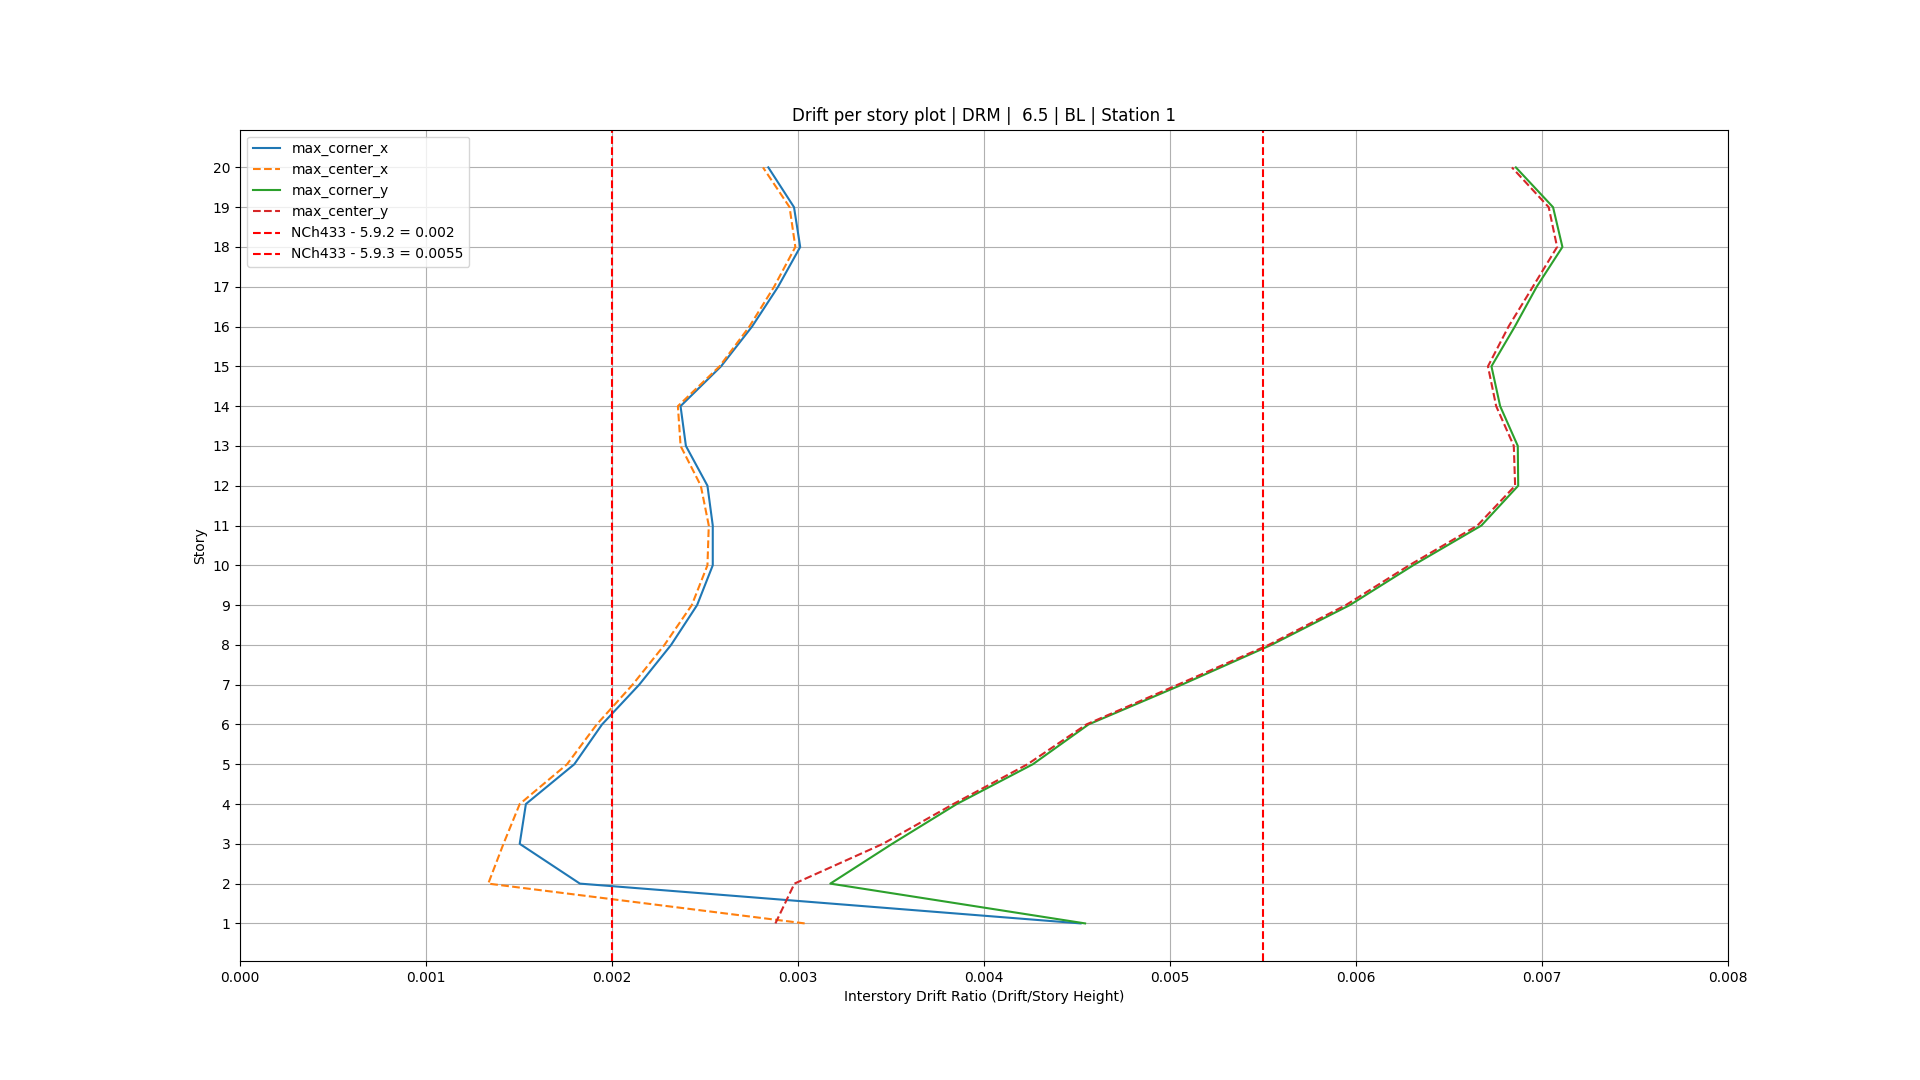 Drift per story plot | DRM |  6.5 | BL | Station 1
max_corner_x
max_center_x
max_corner_y
max_center_y
NCh433 - 5.9.2 = 0.002
NCh433 - 5.9.3 = 0.0055
20
19
18
17
16
15
14
13
12
11
10
9
8
7
6
5
4
3
2
1
Story
0.000 0.001 0.002 0.003 0.004 0.005 0.006 0.007 0.008
Interstory Drift Ratio (Drift/Story Height)